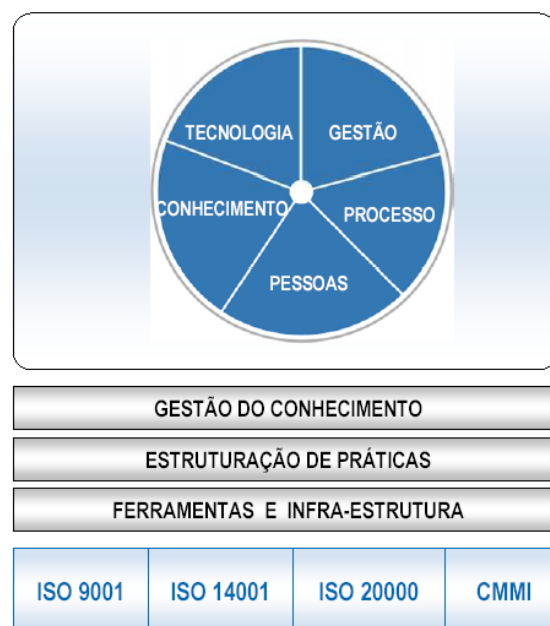 TECNOLOGIA
GESTÃO
CONHECIMENTO
PROCESSO
PESSOAS
GESTÃO DO CONHECIMENTO
ESTRUTURAÇÃO DE PRÁTICAS
FERRAMENTAS E INFRA-ESTRUTURA
ISO 9001
ISO 14001
ISO 20000
CMMI